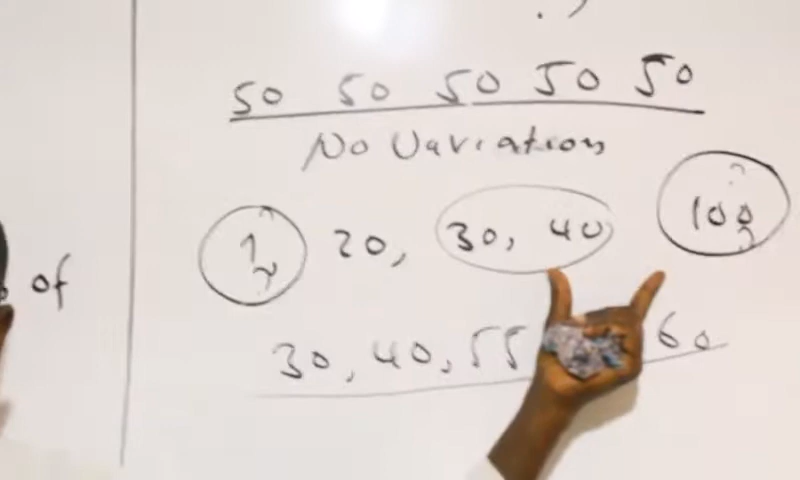 50 50 50 50 50
No Variation
1, 20, 30, 40 100
of
30, 40, 55 60